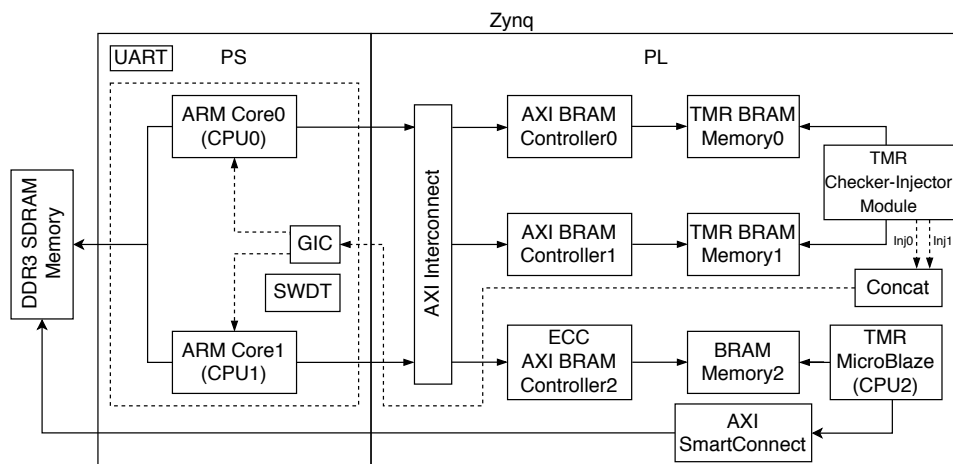 Zynq
UART
PS
PL
ARM Core0
(CPU0)
AXI BRAM
Controller0
TMR BRAM
Memory0
TMR
Checker-Injector
Module
DDR3 SDRAM
Memory
GIC
AXI Interconnect
AXI BRAM
Controller1
TMR BRAM
Memory1
Inj0
Inj1
SWDT
Concat
ARM Core1
(CPU1)
ECC
AXI BRAM
Controller2
BRAM
Memory2
TMR
MicroBlaze
(CPU2)
AXI
SmartConnect